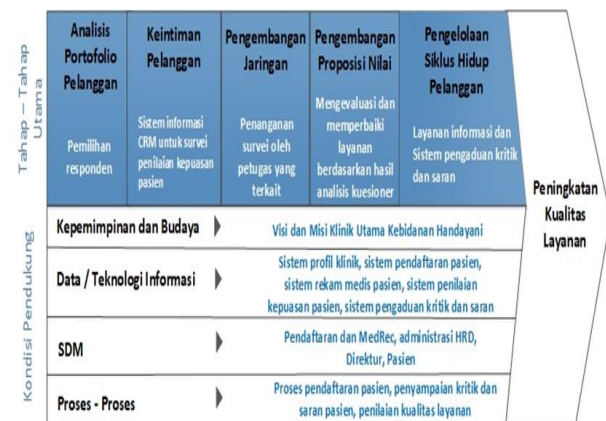 Tahap – Tahap
Utama
Analisis
Portofolio
Pelanggan
Pemilihan
responden
Keintiman
Pelanggan
Sistem informasi
CRM untuk survei
penilaian kepuasan
pasien
Pengembangan
Jaringan
Penanganan
survei oleh
petugas yang
terkait
Pengembangan
Proposisi Nilai
Mengevaluasi dan
memperbaiki
layanan
berdasarkan hasil
analisis kuesioner
Pengelolaan
Siklus Hidup
Pelanggan
Layanan informasi dan
Sistem pengaduan kritik
dan saran
Peningkatan
Kualitas
Layanan
Kondisi Pendukung
Kepemimpinan dan Budaya
Visi dan Misi Klinik Utama Kebidanan Handayani
Data / Teknologi Informasi
Sistem profil klinik, sistem pendaftaran pasien,
sistem rekam medis pasien, sistem penilaian
kepuasan pasien, sistem pengaduan kritik dan saran
SDM
Pendaftaran dan MedRec, administrasi HRD,
Direktur, Pasien
Proses - Proses
Proses pendaftaran pasien, penyampaian kritik dan
saran pasien, penilaian kualitas layanan